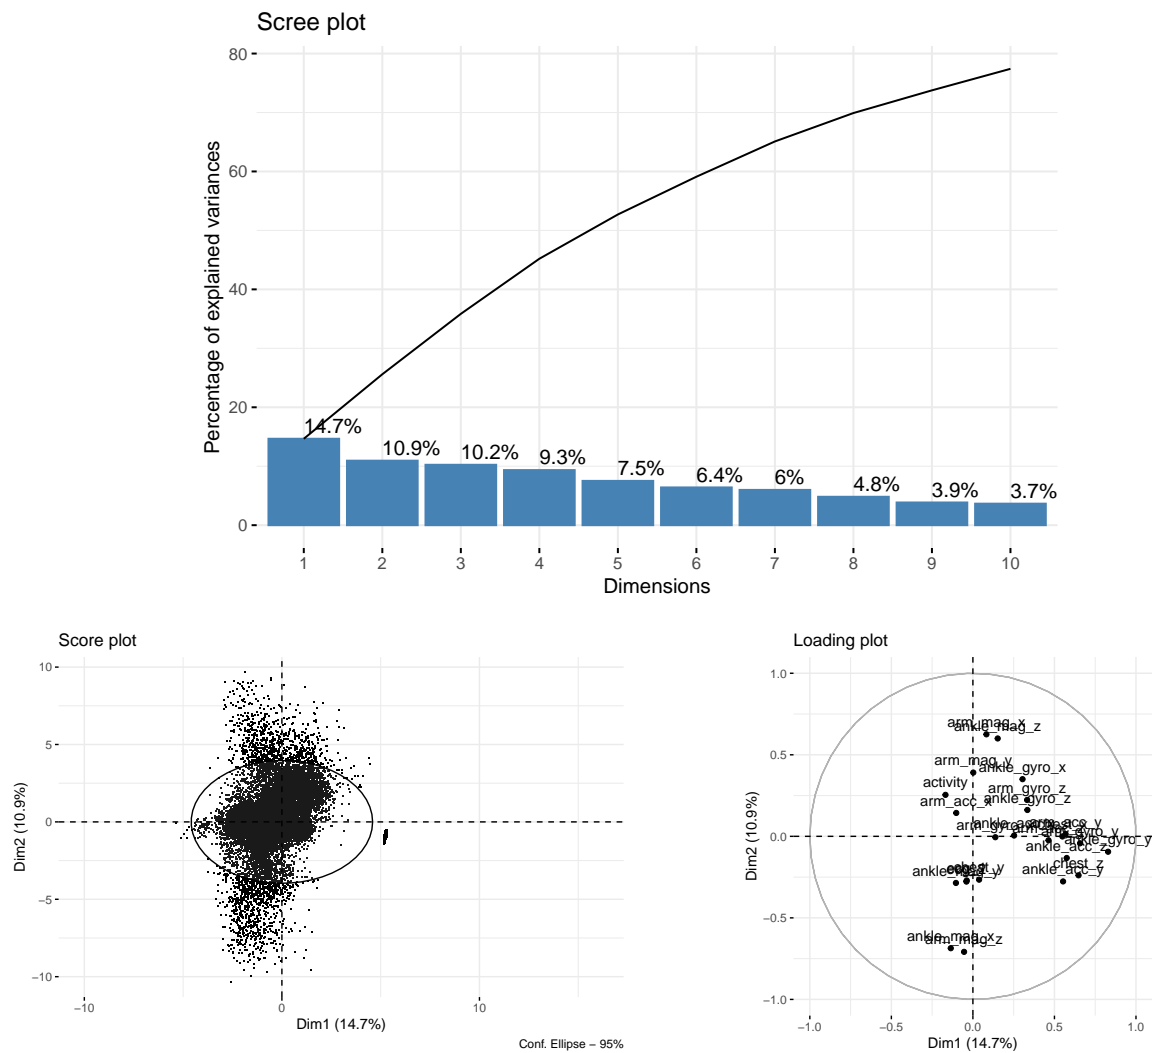 Scree plot
80
60
40
20
0
Percentage of explained variances
14.7%
10.9%
10.2%
9.3%
7.5%
6.4%
6%
4.8%
3.9%
3.7%
1 2 3 4 5 6 7 8 9 10
Dimensions
Score plot
10
5
0
−5
−10
Dim2 (10.9%)
−10 0 10
Dim1 (14.7%)
Conf. Ellipse − 95%
Loading plot
1.0
0.5
0.0
−0.5
−1.0
Dim2 (10.9%)
arm_mag_x
ankle_mag_z
arm_mag_y
ankle_gyro_x
activity
arm_gyro_z
ankle_gyro_z
arm_acc_x
ankle_gyro_y
ankle_acc_z
chest_z
ankle_acc_y
ankle_mag_x
arm_mag_z
−1.0 −0.5 0.0 0.5 1.0
Dim1 (14.7%)